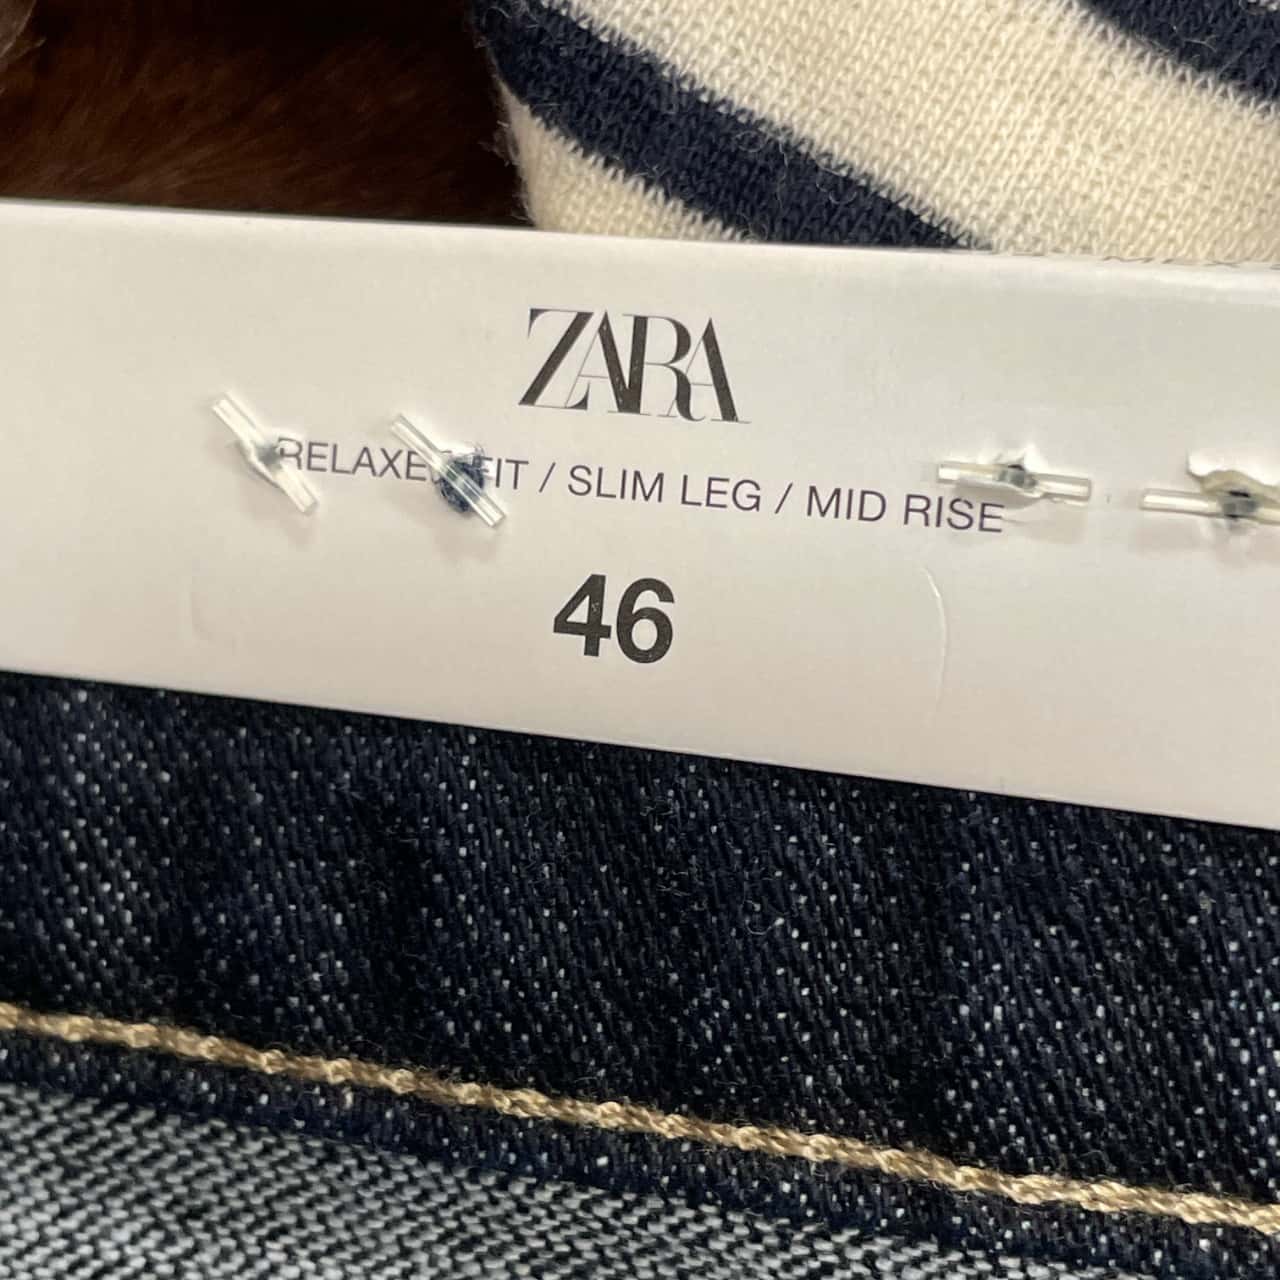 ZARA
RELAXED FIT / SLIM LEG / MID RISE
46